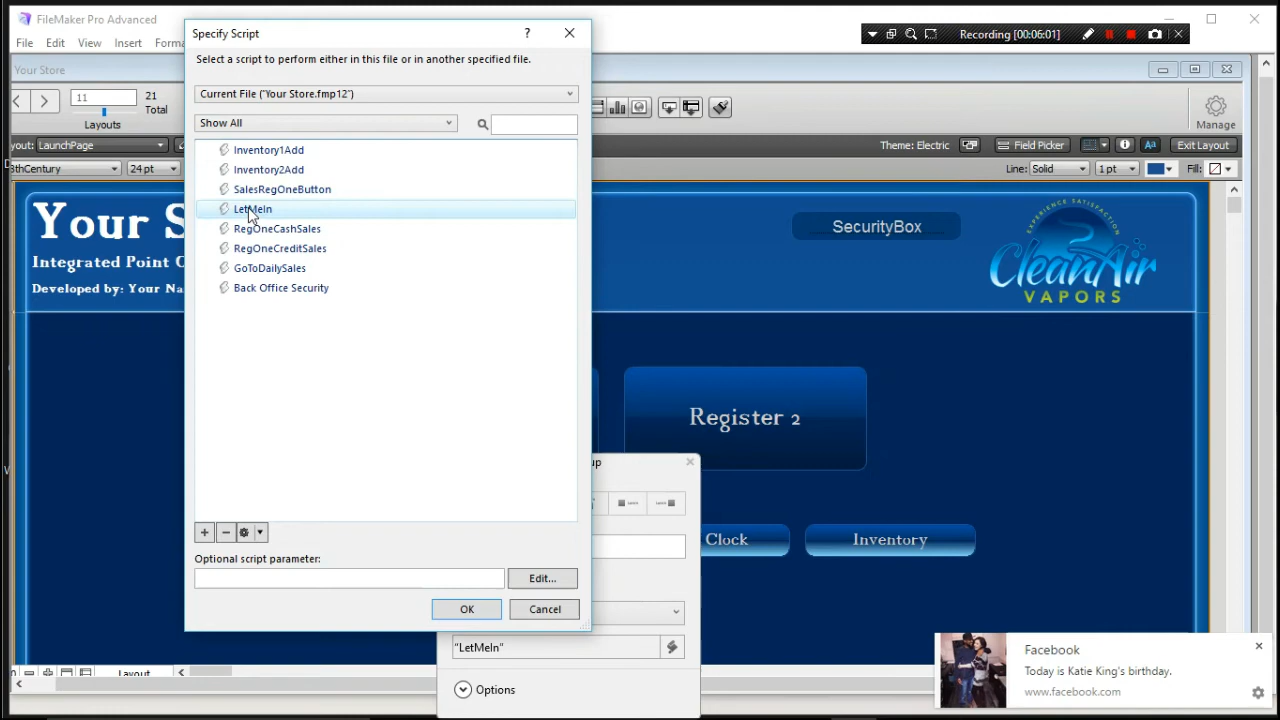 FileMaker Pro Advanced
File Edit View Insert Forma
Recording [00:06:01]
Your Store
11
21
Total
Layouts
Manage
LaunchPage
Theme: Electric
Field Picker
Aa
Exit Layout
24 pt
Line: Solid
1 pt
Fill:
Specify Script
?
Select a script to perform either in this file or in another specified file.
Current File ("Your Store.fmp12")
Show All
Inventory1Add
Inventory2Add
SalesRegOneButton
LetMeIn
RegOneCashSales
RegOneCreditSales
GoToDailySales
Back Office Security
Optional script parameter:
Edit...
OK
Cancel
Your S
Integrated Point
Developed by: Your Na
SecurityBox
EXPERIENCE SATISFACTION
CleanAir
VAPORS
Register 2
Clock
Inventory
up
"LetMeIn"
Options
Layout
Facebook
Today is Katie King's birthday.
www.facebook.com